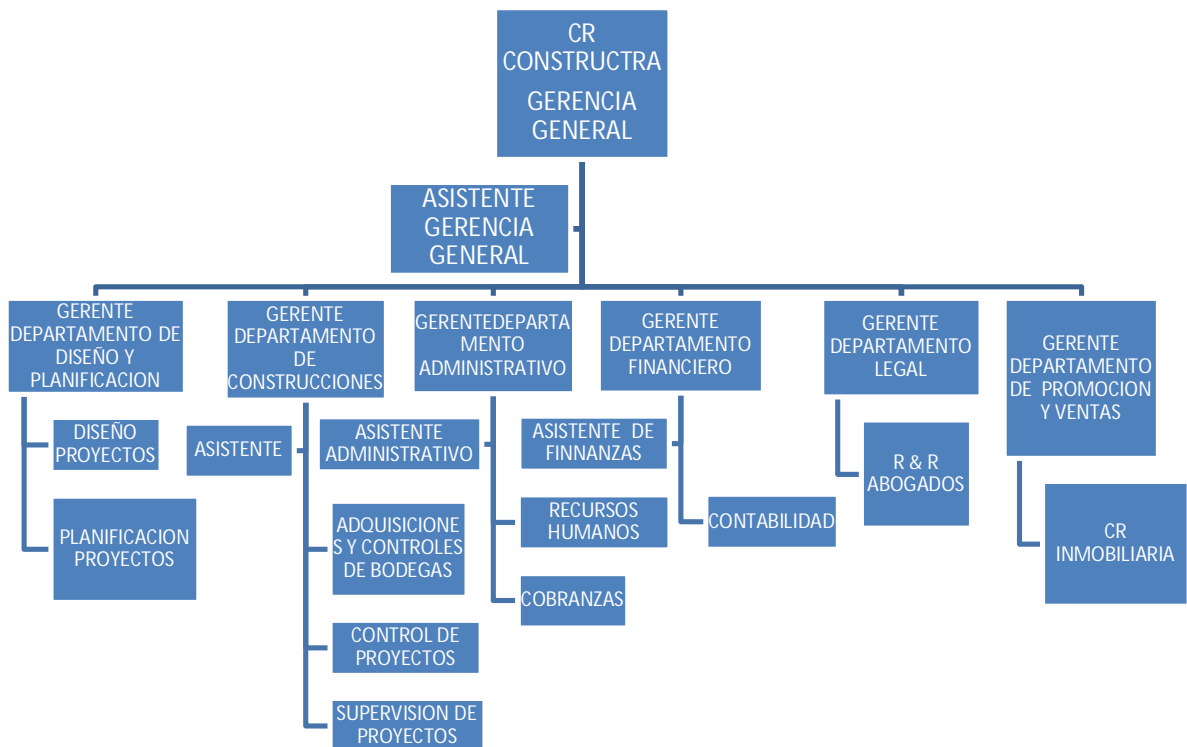 CR
CONSTRUCTRA
GERENCIA
GENERAL
ASISTENTE
GERENCIA
GENERAL
GERENTE
DEPARTAMENTO DE
DISEÑO Y
PLANIFICACION
GERENTE
DEPARTAMENTO
DE
CONSTRUCCIONES
GERENTEDEPARTA
MENTO
ADMINISTRATIVO
GERENTE
DEPARTAMENTO
FINANCIERO
GERENTE
DEPARTAMENTO
LEGAL
GERENTE
DEPARTAMENTO
DE PROMOCION
Y VENTAS
DISEÑO
PROYECTOS
PLANIFICACION
PROYECTOS
ASISTENTE
ADQUISICIONE
S Y CONTROLES
DE BODEGAS
CONTROL DE
PROYECTOS
SUPERVISION DE
PROYECTOS
ASISTENTE
ADMINISTRATIVO
RECURSOS
HUMANOS
COBRANZAS
ASISTENTE DE
FINNANZAS
CONTABILIDAD
R & R
ABOGADOS
CR
INMOBILIARIA